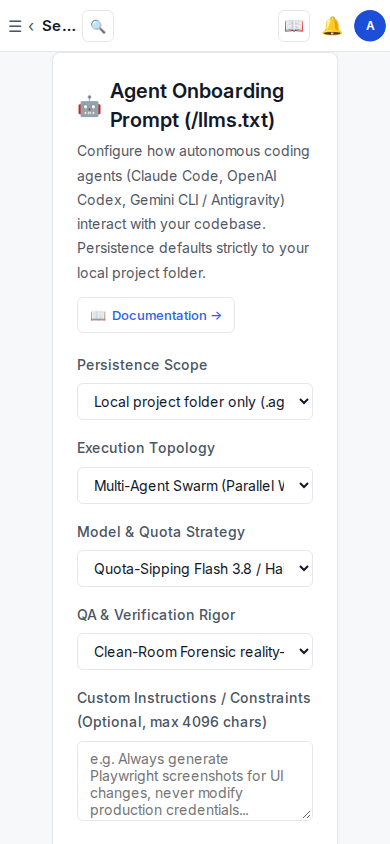 Se...
A
Agent Onboarding
Prompt (/llms.txt)
Configure how autonomous coding
agents (Claude Code, OpenAI
Codex, Gemini CLI / Antigravity)
interact with your codebase.
Persistence defaults strictly to your
local project folder.
Documentation →
Persistence Scope
Local project folder only (.ag
Execution Topology
Multi-Agent Swarm (Parallel W
Model & Quota Strategy
Quota-Sipping Flash 3.8 / Hai
QA & Verification Rigor
Clean-Room Forensic reality-
Custom Instructions / Constraints
(Optional, max 4096 chars)
e.g. Always generate
Playwright screenshots for UI
changes, never modify
production credentials...